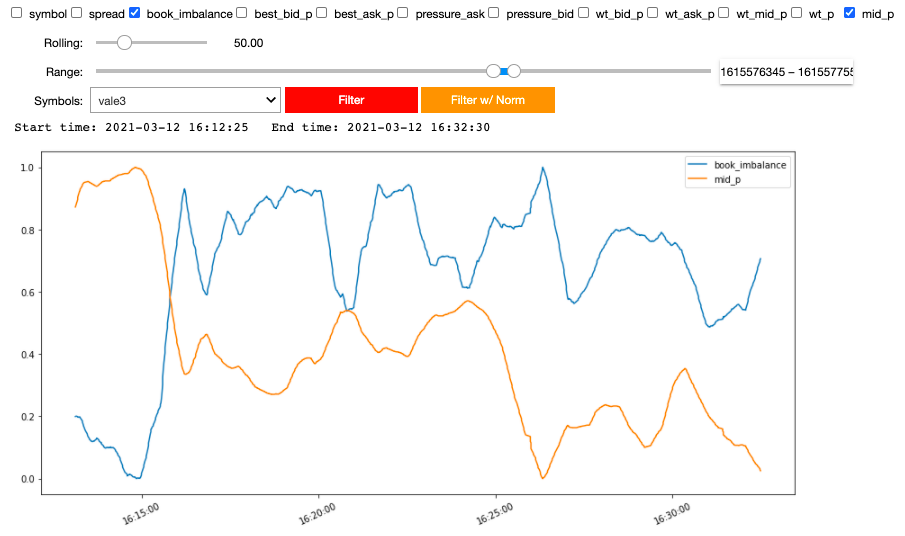 symbol spread book_imbalance best_bid_p best_ask_p pressure_ask pressure_bid wt_bid_p wt_ask_p wt_mid_p wt_p mid_p
Rolling: 50.00
Range: 1615576345 – 161557755
Symbols: vale3 Filter Filter w/ Norm
Start time: 2021-03-12 16:12:25 End time: 2021-03-12 16:32:30
book_imbalance
mid_p
1.0
0.8
0.6
0.4
0.2
0.0
16:15:00 16:20:00 16:25:00 16:30:00